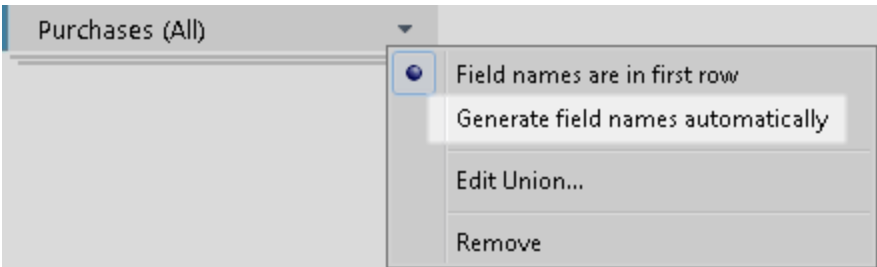 Purchases (All)
Field names are in first row
Generate field names automatically
Edit Union...
Remove